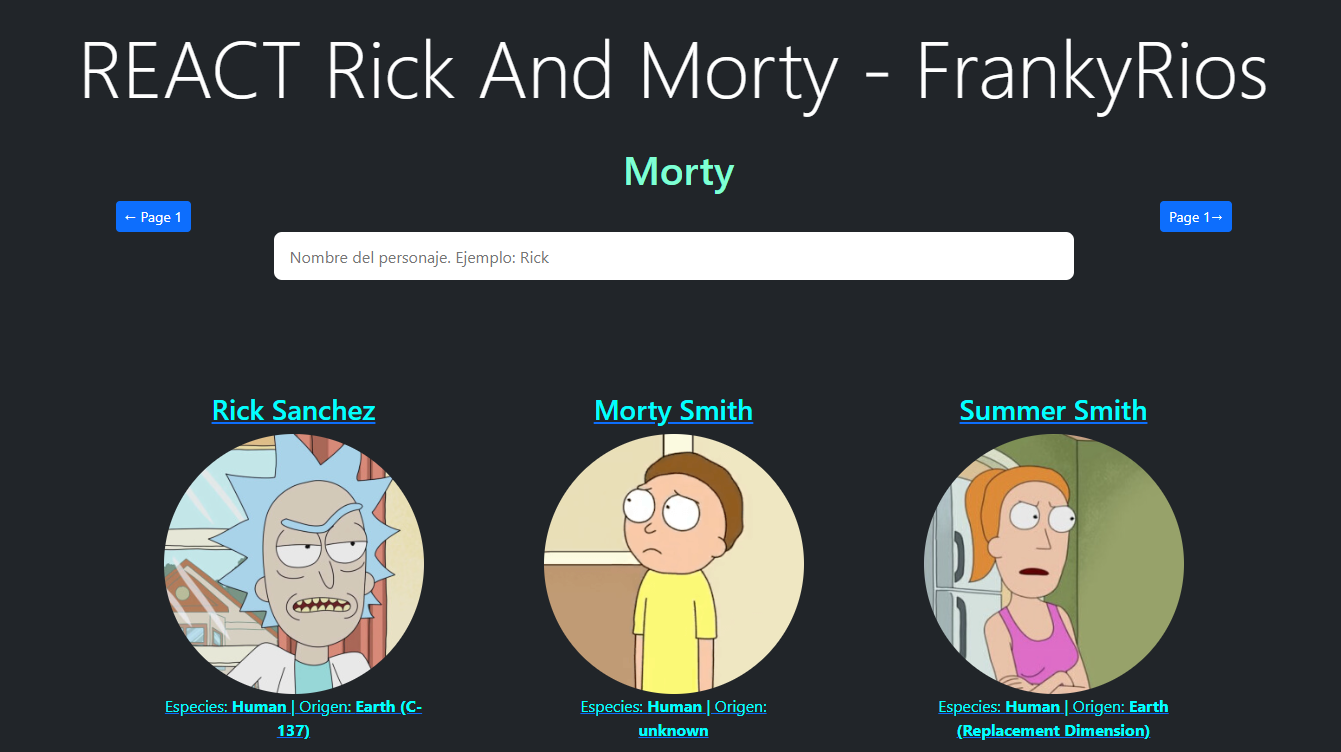 REACT Rick And Morty - FrankyRios
Morty
← Page 1
Page 1→
Nombre del personaje. Ejemplo: Rick
Rick Sanchez
Morty Smith
Summer Smith
Especies: Human | Origen: Earth (C-
137)
Especies: Human | Origen:
unknown
Especies: Human | Origen: Earth
(Replacement Dimension)